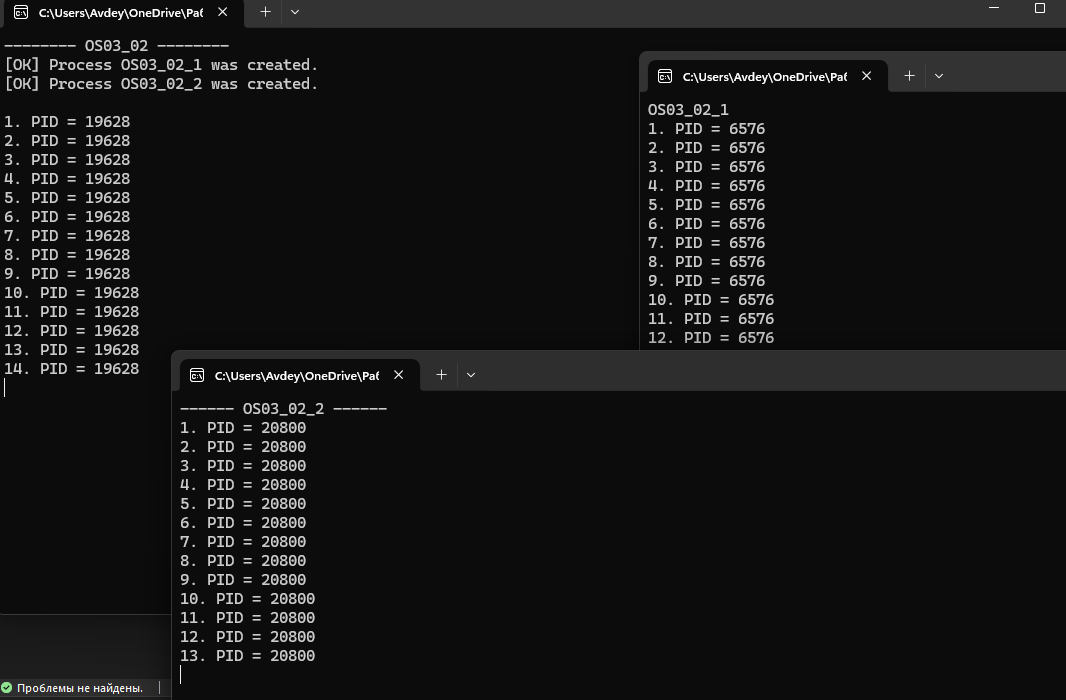 C:\Users\Avdey\OneDrive\Раб
-------- OS03_02 --------
[OK] Process OS03_02_1 was created.
[OK] Process OS03_02_2 was created.
1. PID = 19628
2. PID = 19628
3. PID = 19628
4. PID = 19628
5. PID = 19628
6. PID = 19628
7. PID = 19628
8. PID = 19628
9. PID = 19628
10. PID = 19628
11. PID = 19628
12. PID = 19628
13. PID = 19628
14. PID = 19628
C:\Users\Avdey\OneDrive\Раб
OS03_02_1
1. PID = 6576
2. PID = 6576
3. PID = 6576
4. PID = 6576
5. PID = 6576
6. PID = 6576
7. PID = 6576
8. PID = 6576
9. PID = 6576
10. PID = 6576
11. PID = 6576
12. PID = 6576
C:\Users\Avdey\OneDrive\Раб
------ OS03_02_2 ------
1. PID = 20800
2. PID = 20800
3. PID = 20800
4. PID = 20800
5. PID = 20800
6. PID = 20800
7. PID = 20800
8. PID = 20800
9. PID = 20800
10. PID = 20800
11. PID = 20800
12. PID = 20800
13. PID = 20800
Проблемы не найдены.